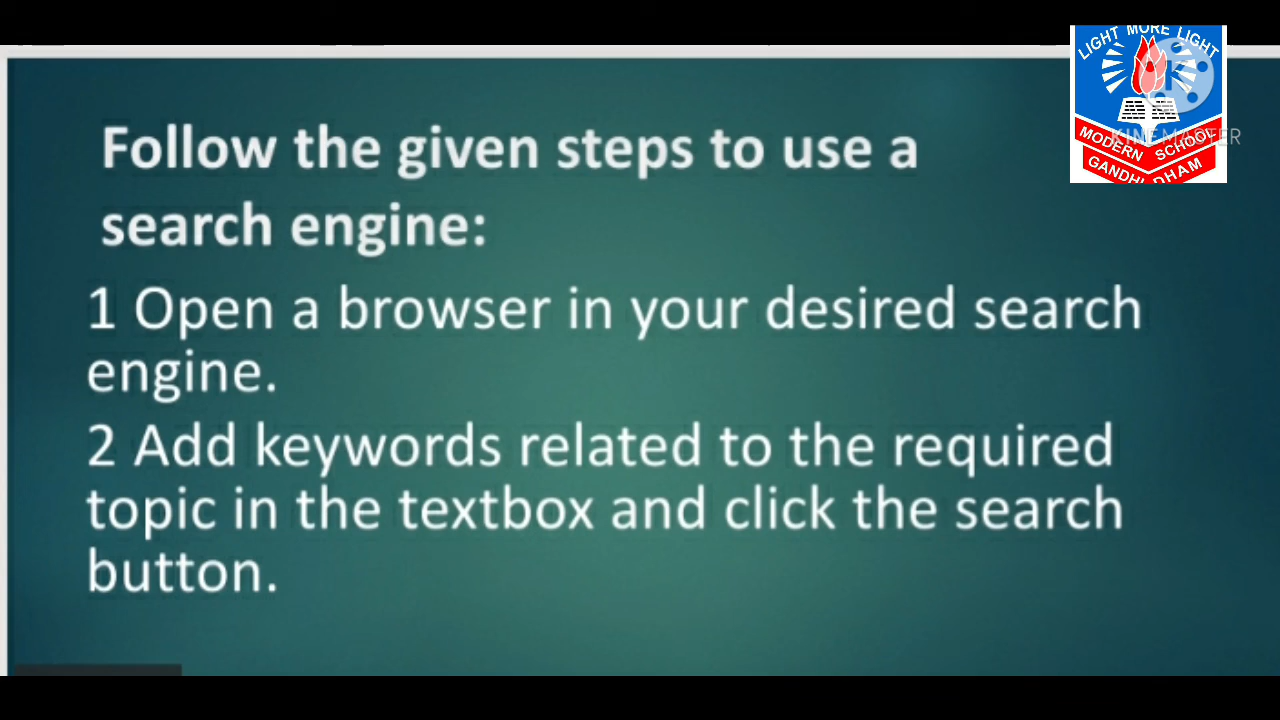 LIGHT MORE LIGHT
KINEMASTER
MODERN SCHOOL
GANDHIDHAM
Follow the given steps to use a
search engine:
1 Open a browser in your desired search
engine.
2 Add keywords related to the required
topic in the textbox and click the search
button.